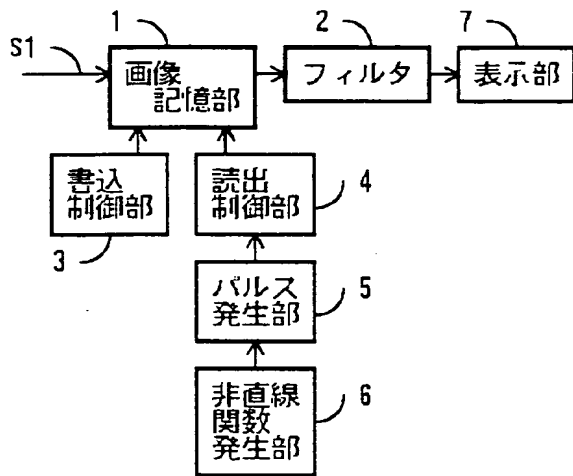 1
2
7
S1
画像
記憶部
フィルタ
表示部
書込
制御部
読出
制御部
4
3
パルス
発生部
5
非直線
関数
発生部
6